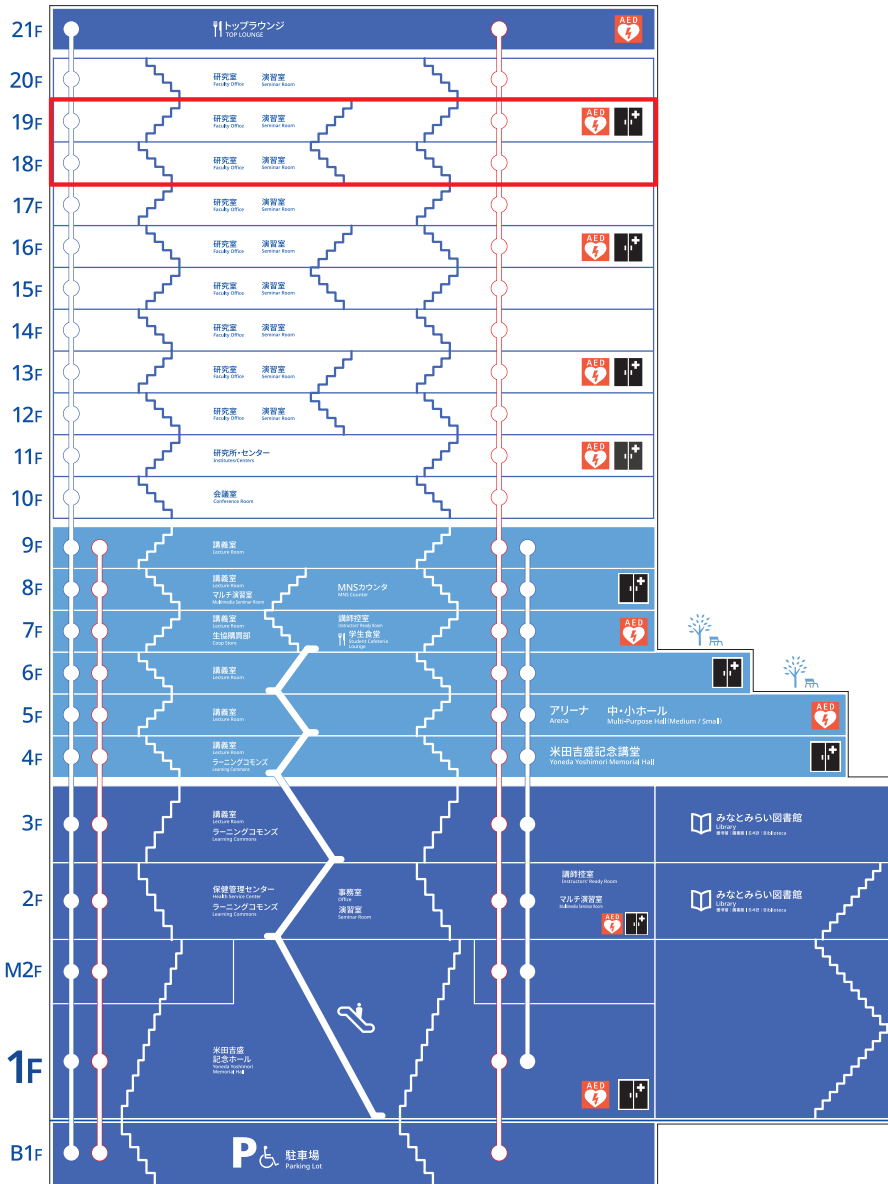 21F
トップラウンジ
TOP LOUNGE
AED
20F
研究室 演習室
Faculty Office Seminar Room
19F
研究室 演習室
Faculty Office Seminar Room
AED
18F
研究室 演習室
Faculty Office Seminar Room
17F
研究室 演習室
Faculty Office Seminar Room
16F
研究室 演習室
Faculty Office Seminar Room
AED
15F
研究室 演習室
Faculty Office Seminar Room
14F
研究室 演習室
Faculty Office Seminar Room
13F
研究室 演習室
Faculty Office Seminar Room
AED
12F
研究室 演習室
Faculty Office Seminar Room
11F
研究所・センター
Institutes/Centers
AED
10F
会議室
Conference Room
9F
講義室
Lecture Room
8F
講義室
Lecture Room
マルチ演習室
Multimedia Seminar Room
MNSカウンタ
MNS Counter
7F
講義室
Lecture Room
生協購買部
Coop Store
講師控室
Instructors' Ready Room
学生食堂
Student Cafeteria
Lounge
AED
6F
講義室
Lecture Room
5F
講義室
Lecture Room
アリーナ
Arena
中・小ホール
Multi-Purpose Hall (Medium / Small)
AED
4F
講義室
Lecture Room
ラーニングコモンズ
Learning Commons
米田吉盛記念講堂
Yoneda Yoshimori Memorial Hall
3F
講義室
Lecture Room
ラーニングコモンズ
Learning Commons
みなとみらい図書館
Library
2F
保健管理センター
Health Service Center
ラーニングコモンズ
Learning Commons
事務室
Office
演習室
Seminar Room
講師控室
Instructors' Ready Room
マルチ演習室
Multimedia Seminar Room
AED
みなとみらい図書館
Library
M2F
1F
米田吉盛
記念ホール
Yoneda Yoshimori
Memorial Hall
AED
B1F
P
駐車場
Parking Lot